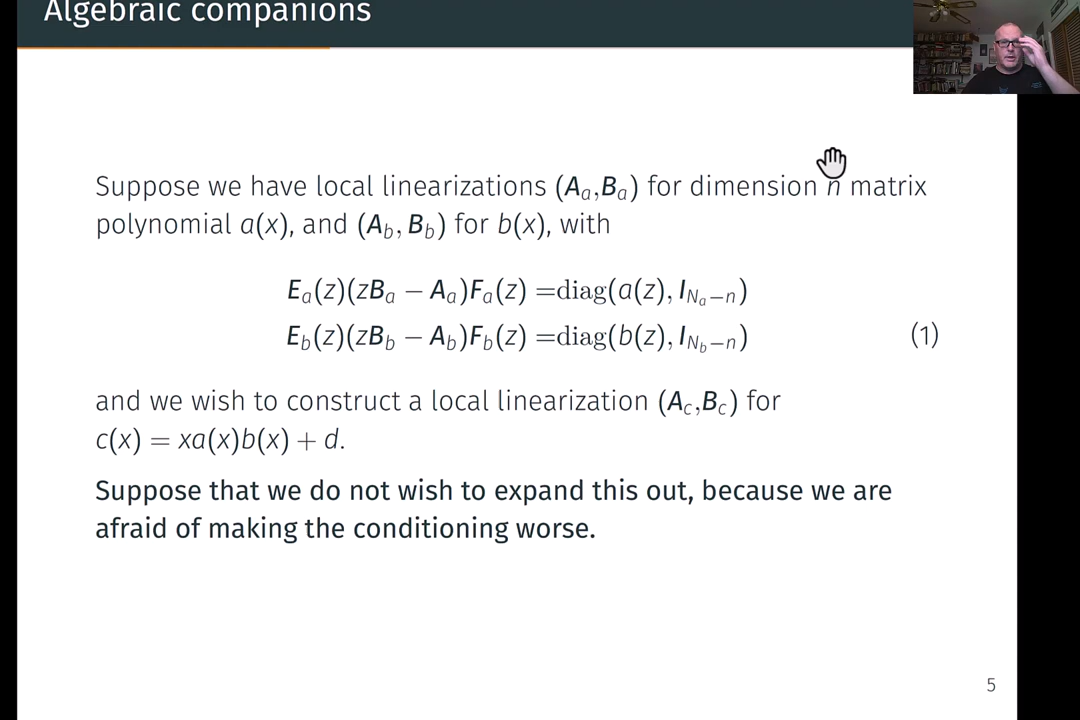 Algebraic companions
Suppose we have local linearizations (A_a,B_a) for dimension n matrix
polynomial a(x), and (A_b, B_b) for b(x), with
E_a(z)(zB_a − A_a)F_a(z) =diag(a(z), I_{N_a−n})
E_b(z)(zB_b − A_b)F_b(z) =diag(b(z), I_{N_b−n}) (1)
and we wish to construct a local linearization (A_c,B_c) for
c(x) = xa(x)b(x) + d.
Suppose that we do not wish to expand this out, because we are
afraid of making the conditioning worse.
5